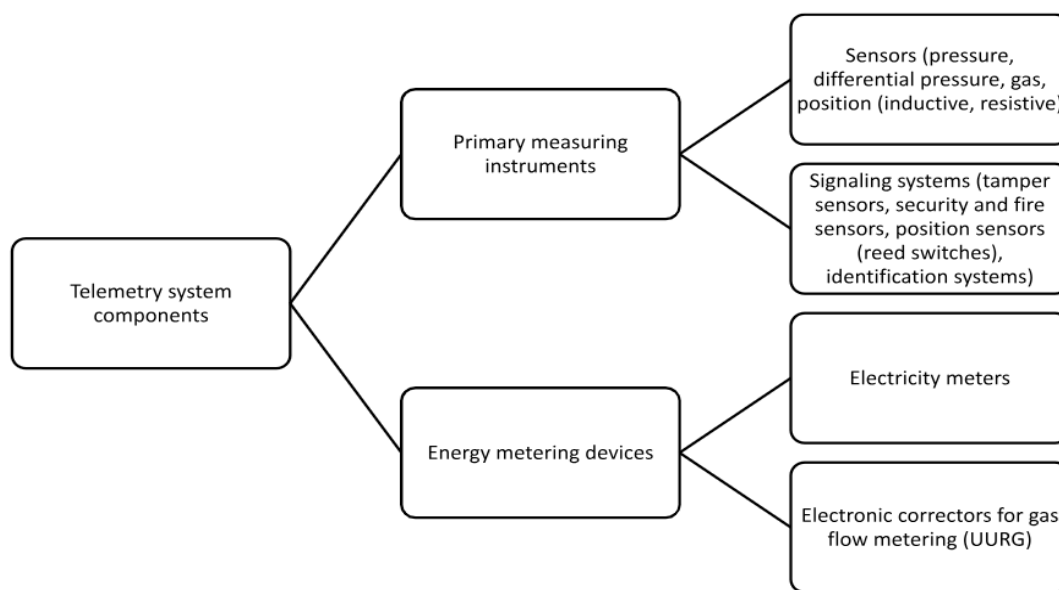 Telemetry system
components
Primary measuring
instruments
Sensors (pressure,
differential pressure, gas,
position (inductive, resistive)
Signaling systems (tamper
sensors, security and fire
sensors, position sensors
(reed switches),
identification systems)
Energy metering devices
Electricity meters
Electronic correctors for gas
flow metering (UURG)